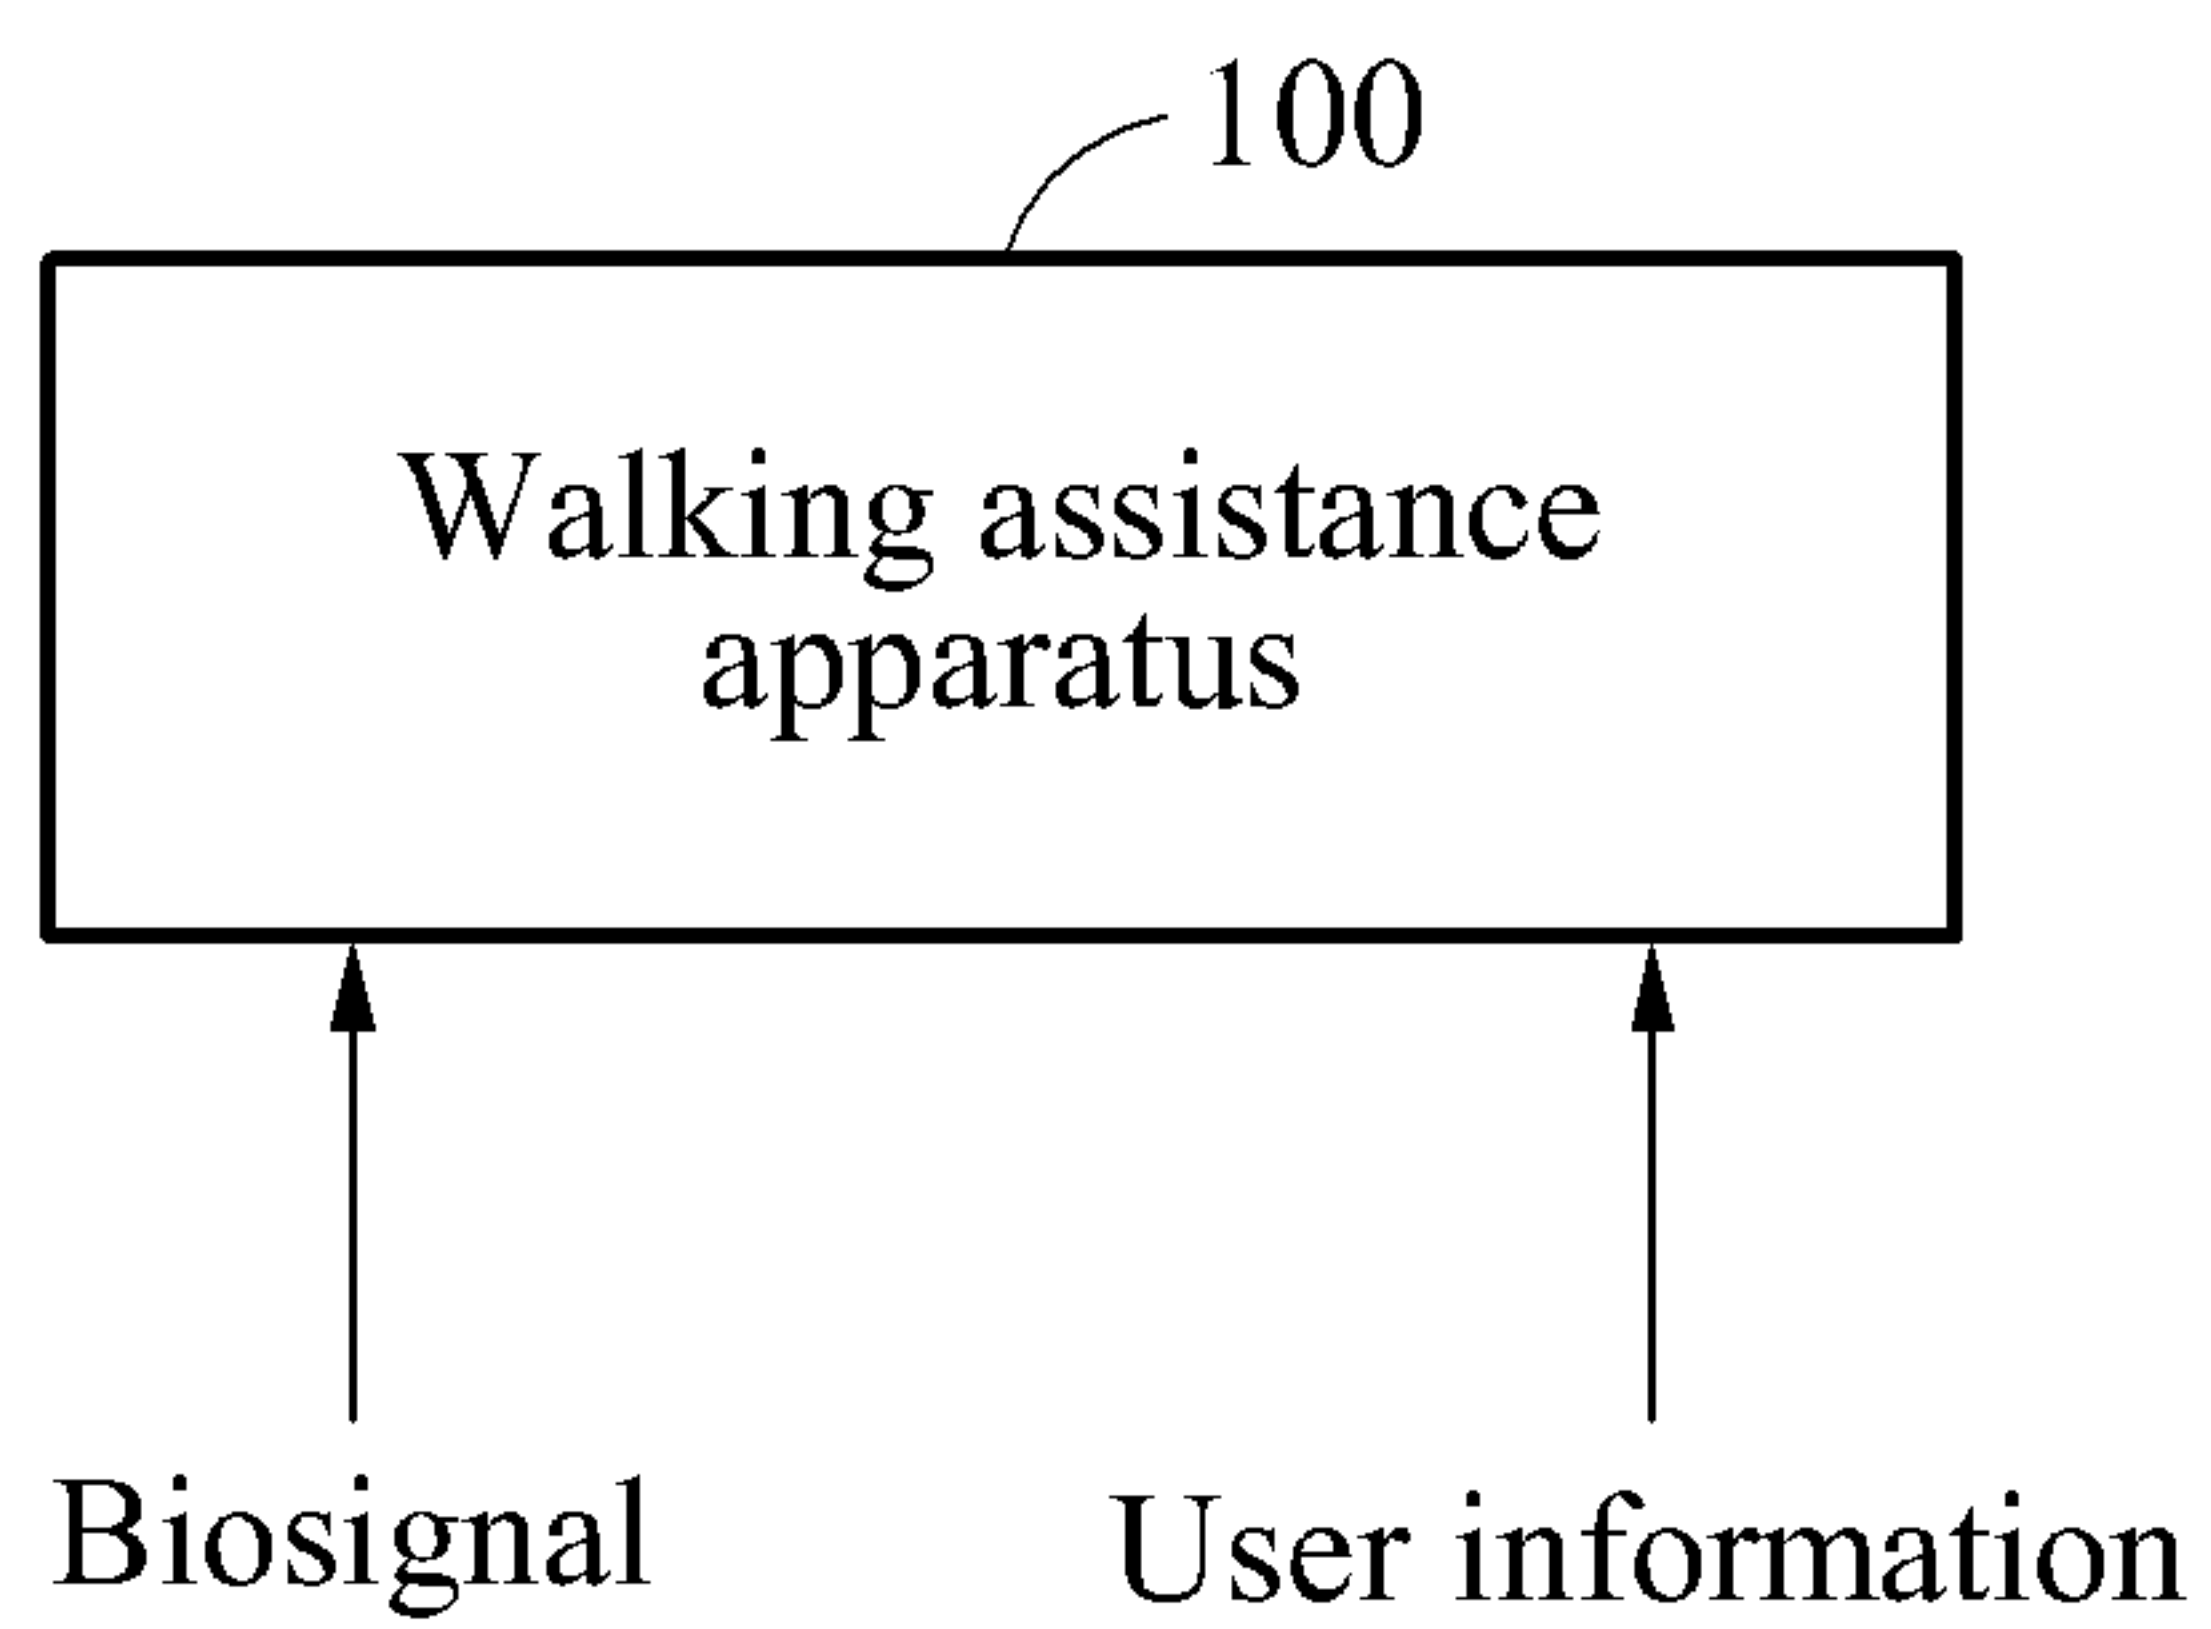 100
Walking assistance
apparatus
Biosignal
User information